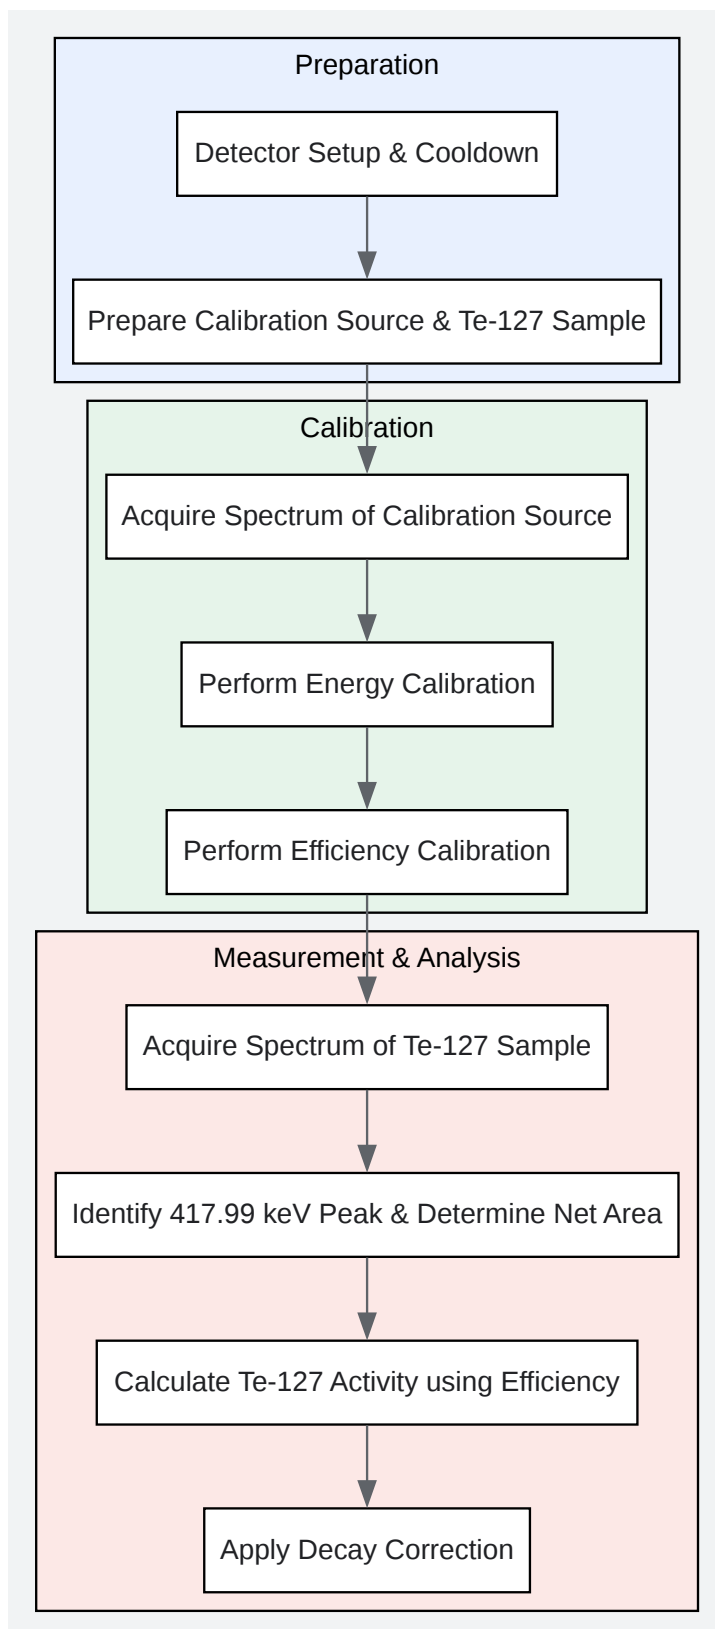 Preparation
Detector Setup & Cooldown
Prepare Calibration Source & Te-127 Sample
Calibration
Acquire Spectrum of Calibration Source
Perform Energy Calibration
Perform Efficiency Calibration
Measurement & Analysis
Acquire Spectrum of Te-127 Sample
Identify 417.99 keV Peak & Determine Net Area
Calculate Te-127 Activity using Efficiency
Apply Decay Correction